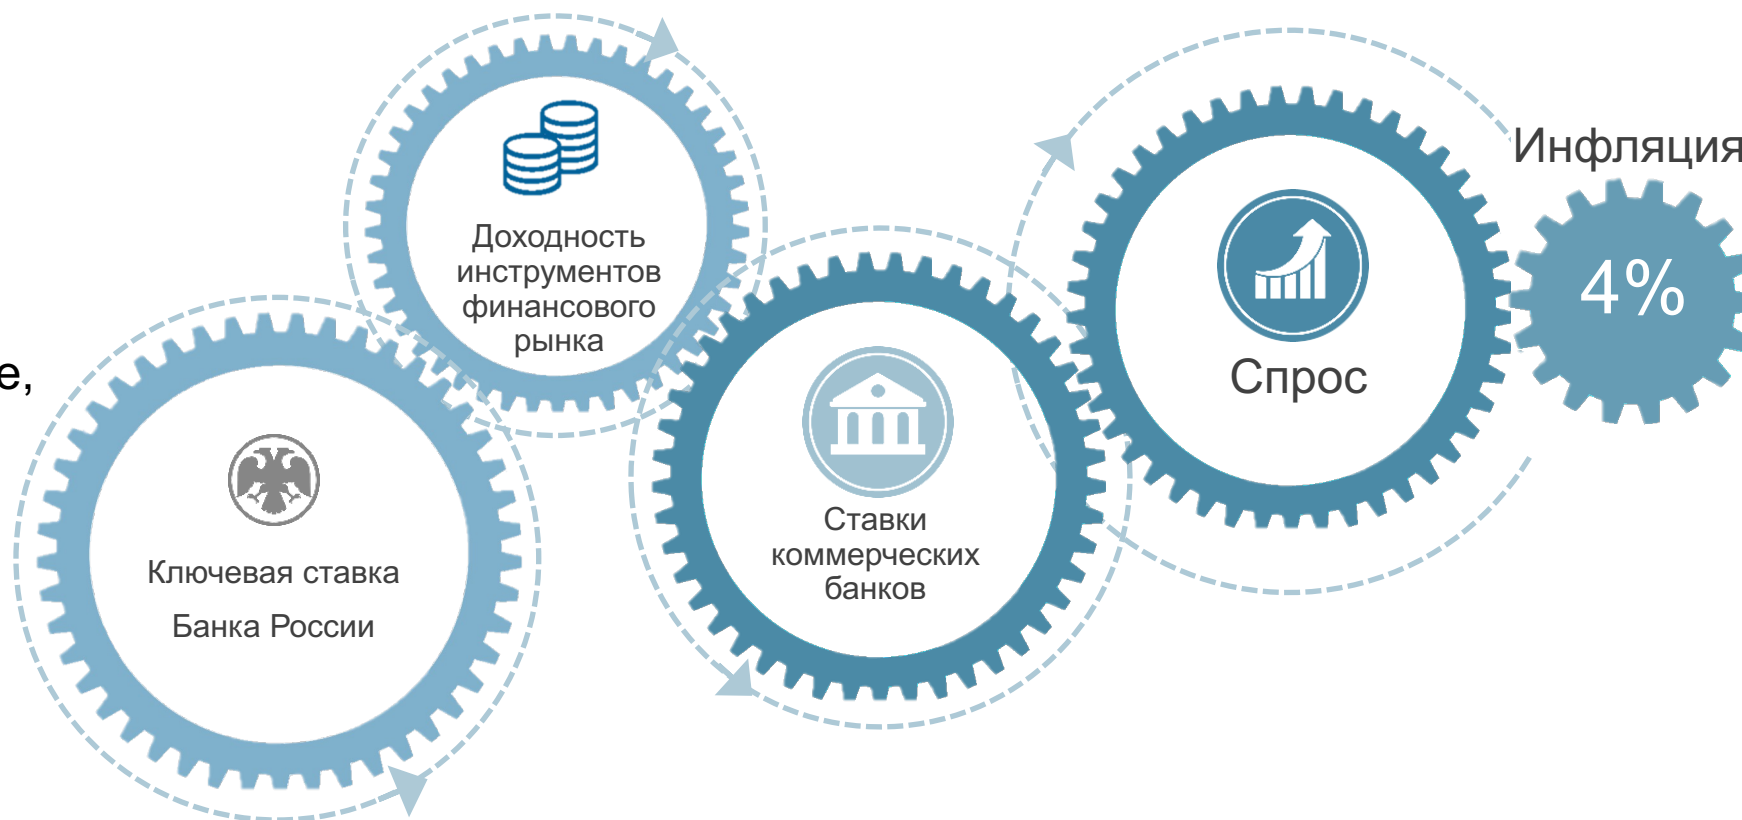 е,
Ключевая ставка
Банка России
Доходность
инструментов
финансового
рынка
Ставки
коммерческих
банков
Спрос
Инфляция
4%